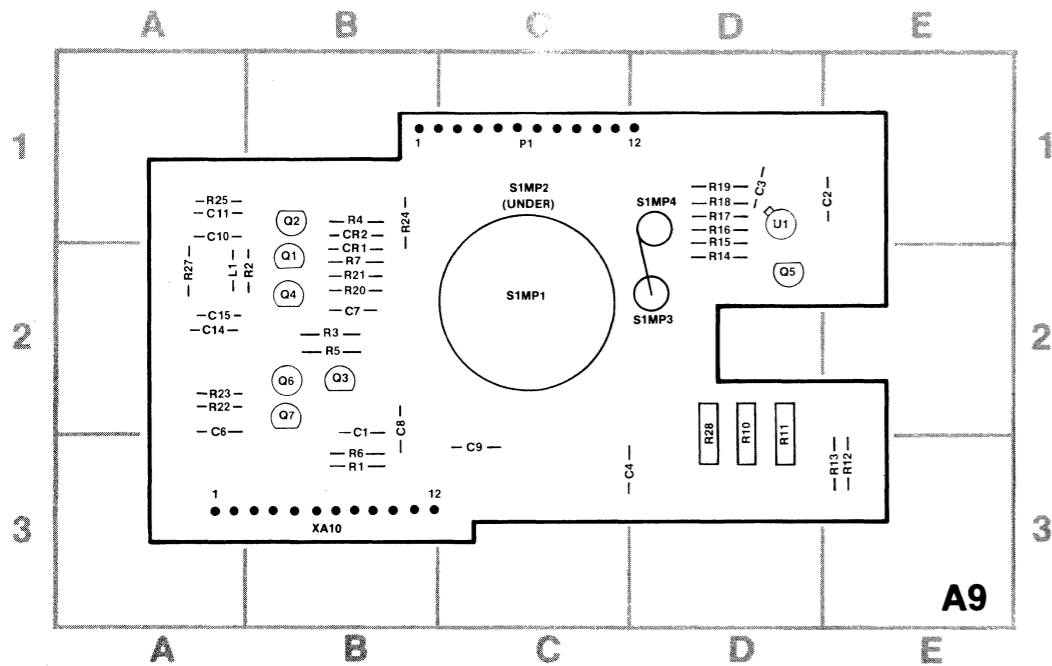 A B C D E
1 1
1 P1 12
R25
C11
C10
Q2
R4
CR2
CR1
R24
S1MP2
(UNDER)
S1MP4
R19
R18
R17
R16
R15
R14
C3
U1
C2
R27
L1
R2
Q1
Q4
R7
R21
R20
C7
S1MP1
S1MP3
Q5
2 2
C15
C14
R3
R5
R23
R22
C6
Q6
Q7
Q3
C1
C8
R6
R1
C9
C4
R28
R10
R11
R13
R12
1 12
XA10
3 3
A9
A B C D E